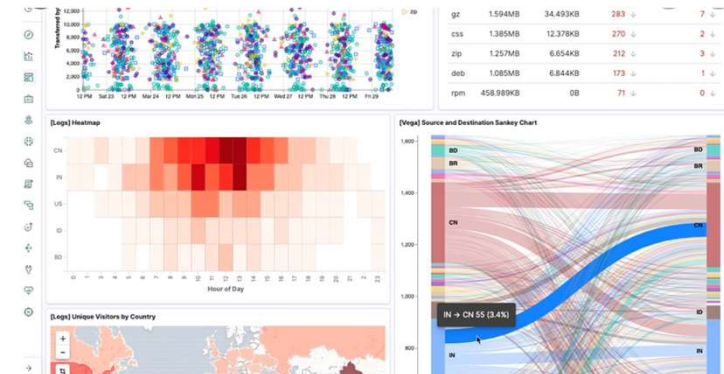 Transferred by
12,000
10,000
8,000
6,000
4,000
2,000
0
12 PM Sat 23 12 PM Mar 24 12 PM Mon 25 12 PM Tue 26 12 PM Wed 27 12 PM Thu 28 12 PM Fri 29
zip
gz 1.594MB 34.493KB 283 ↓ 7 ↓
css 1.385MB 12.378KB 270 ↓ 2 ↓
zip 1.257MB 6.654KB 212 ↓ 3 ↓
deb 1.085MB 6.844KB 173 ↓ 1 ↓
rpm 458.989KB 0B 71 ↓ 0 ↓
[Logs] Heatmap
CN
IN
US
ID
BD
Hour of Day
[Vega] Source and Destination Sankey Chart
1,600
1,400
1,200
1,000
800
BD
BR
CN
IN
BD
BR
CN
ID
IN
IN → CN 55 (3.4%)
[Logs] Unique Visitors by Country
+
−